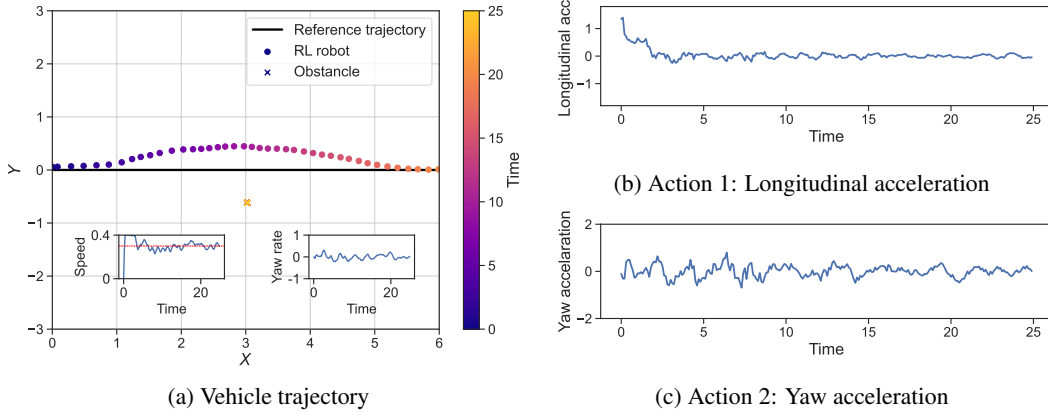 3
2
1
0
−1
−2
−3
Y
Reference trajectory
RL robot
Obstancle
Speed
0.4
0
0
20
Time
Yaw rate
1
0
−1
0
20
Time
0
1
2
3
4
5
6
X
25
20
15
10
5
0
Time
(a) Vehicle trajectory
Longitudinal acc
1
0
−1
0
5
10
15
20
25
Time
(b) Action 1: Longitudinal acceleration
Yaw accelaration
2
0
−2
0
5
10
15
20
25
Time
(c) Action 2: Yaw acceleration